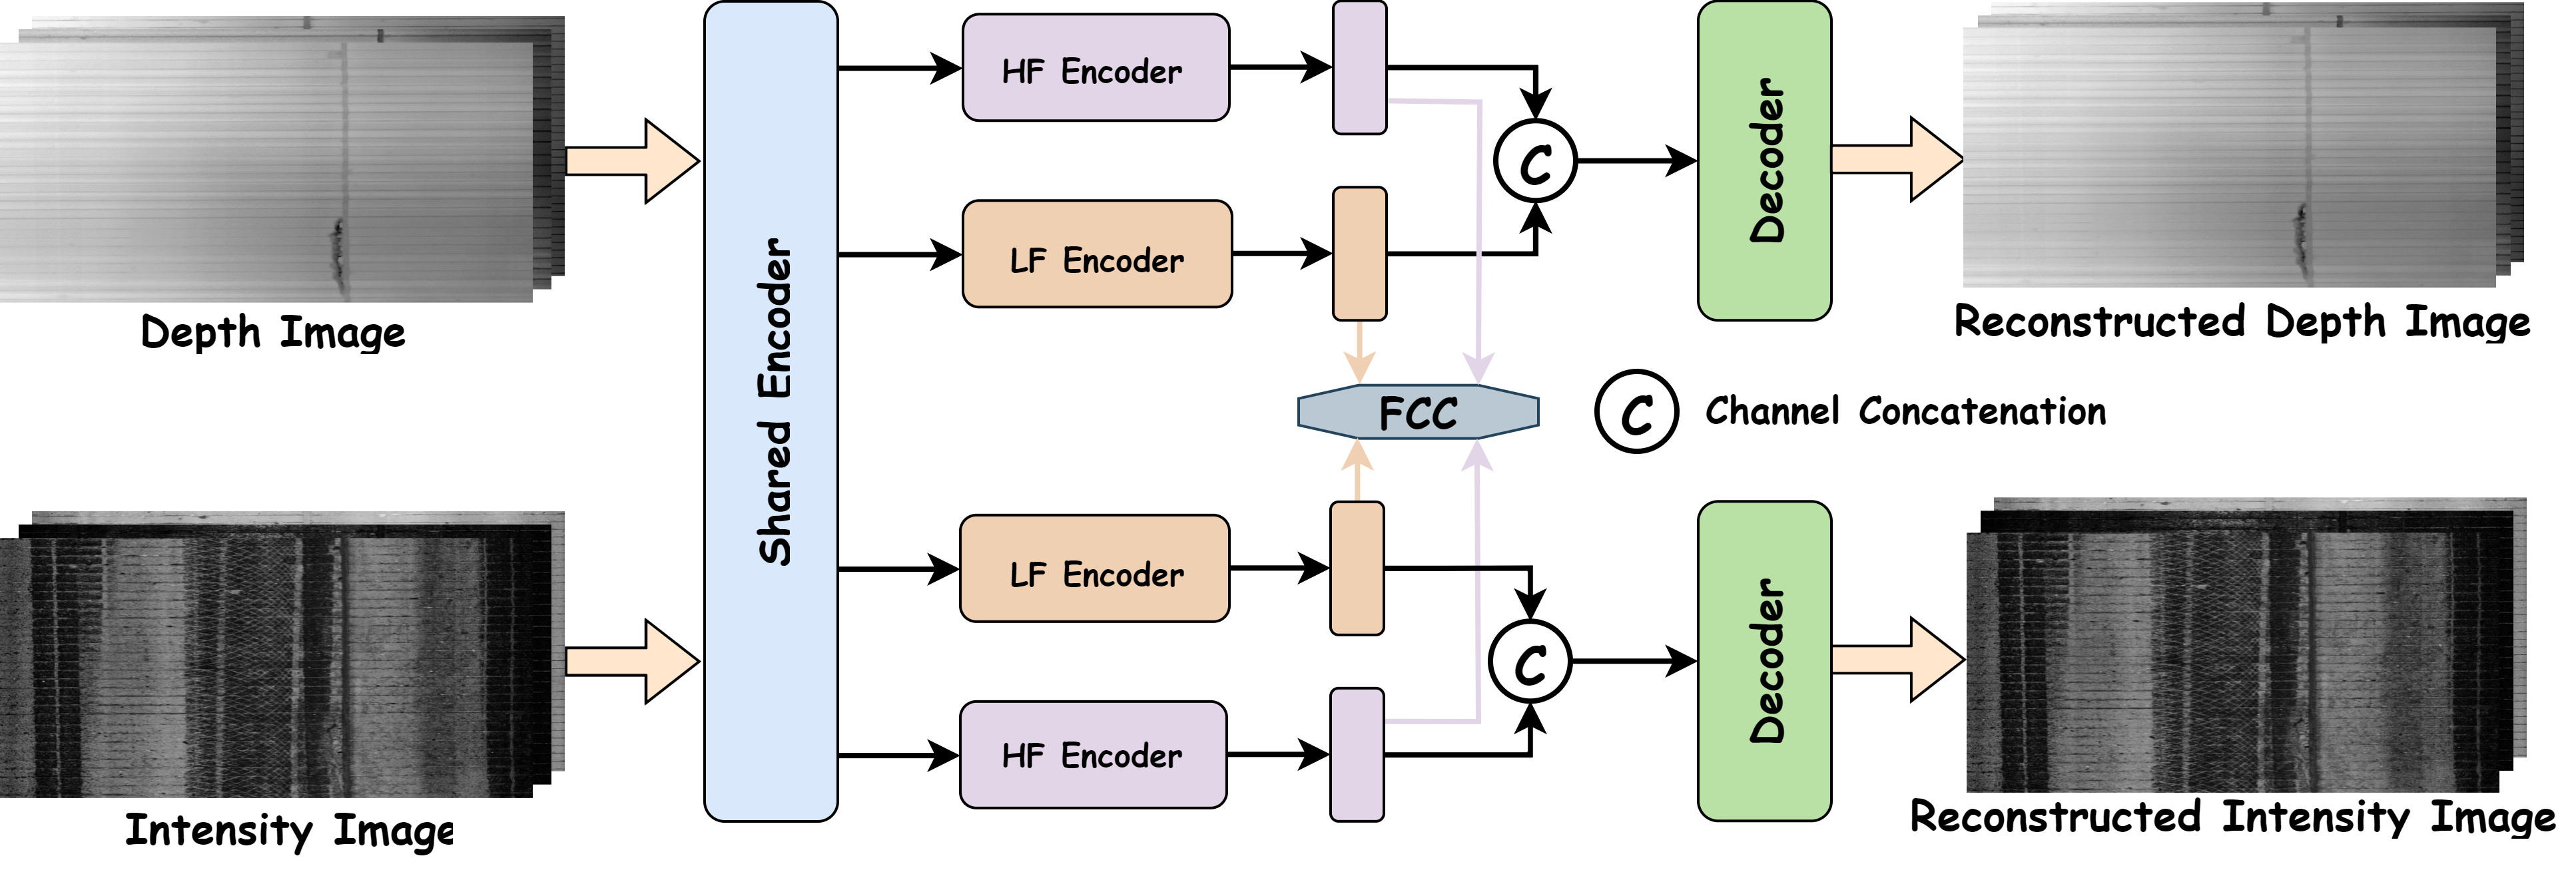 HF Encoder
C
Decoder
LF Encoder
Depth Image
Reconstructed Depth Image
Shared Encoder
FCC
C
Channel Concatenation
LF Encoder
C
Decoder
HF Encoder
Intensity Image
Reconstructed Intensity Image